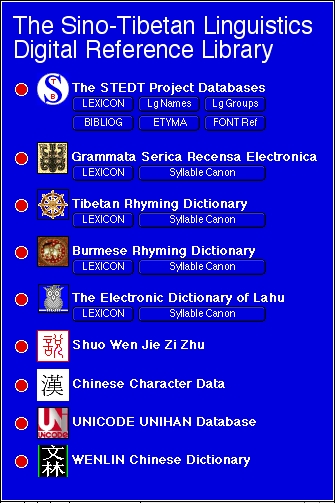 The Sino-Tibetan Linguistics
Digital Reference Library
STB
The STEDT Project Databases
LEXICON Lg Names Lg Groups
BIBLIOG ETYMA FONT Ref
Grammata Serica Recensa Electronica
LEXICON Syllable Canon
Tibetan Rhyming Dictionary
LEXICON Syllable Canon
Burmese Rhyming Dictionary
LEXICON Syllable Canon
The Electronic Dictionary of Lahu
LEXICON Syllable Canon
說 Shuo Wen Jie Zi Zhu
漢 Chinese Character Data
Uni UNICODE UNICODE UNIHAN Database
文林 WENLIN Chinese Dictionary